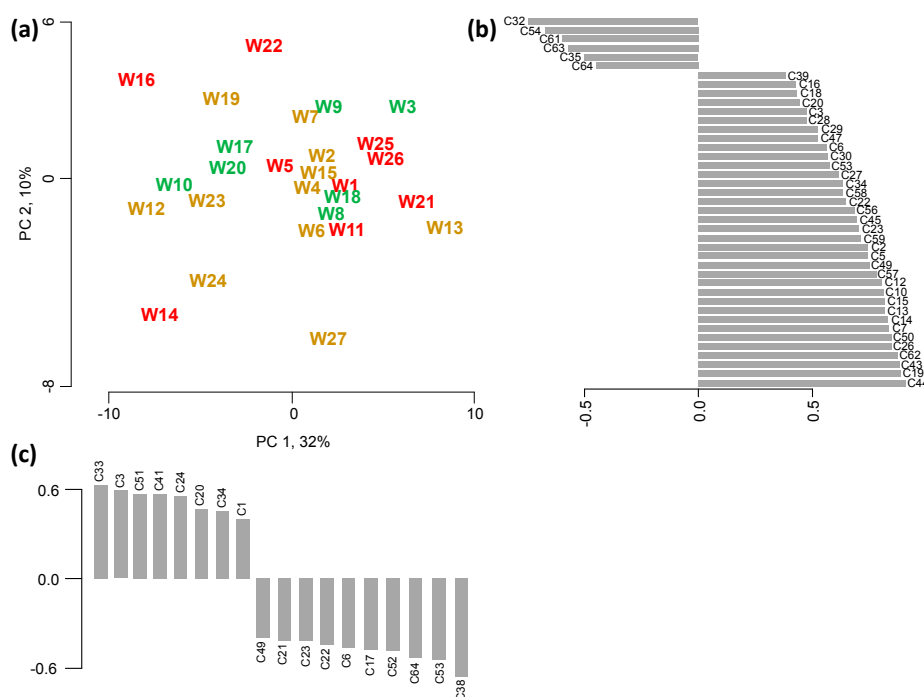 (a)
6
0
-8
PC 2, 10%
W22
W16
W19
W7
W9
W3
W17
W20
W5
W2
W25
W26
W15
W10
W4
W1
W12
W23
W18
W21
W8
W6
W11
W13
W24
W14
W27
-10
0
10
PC 1, 32%
(b)
C32
C54
C61
C63
C35
C64
C39
C16
C18
C20
C3
C28
C29
C47
C6
C30
C53
C27
C34
C58
C22
C56
C45
C23
C59
C2
C5
C49
C57
C12
C10
C15
C13
C14
C7
C50
C26
C62
C43
C19
C44
-0.5
0.0
0.5
(c)
0.6
0.0
-0.6
C33
C3
C51
C41
C24
C20
C34
C1
C49
C21
C23
C22
C6
C17
C52
C64
C53
C38